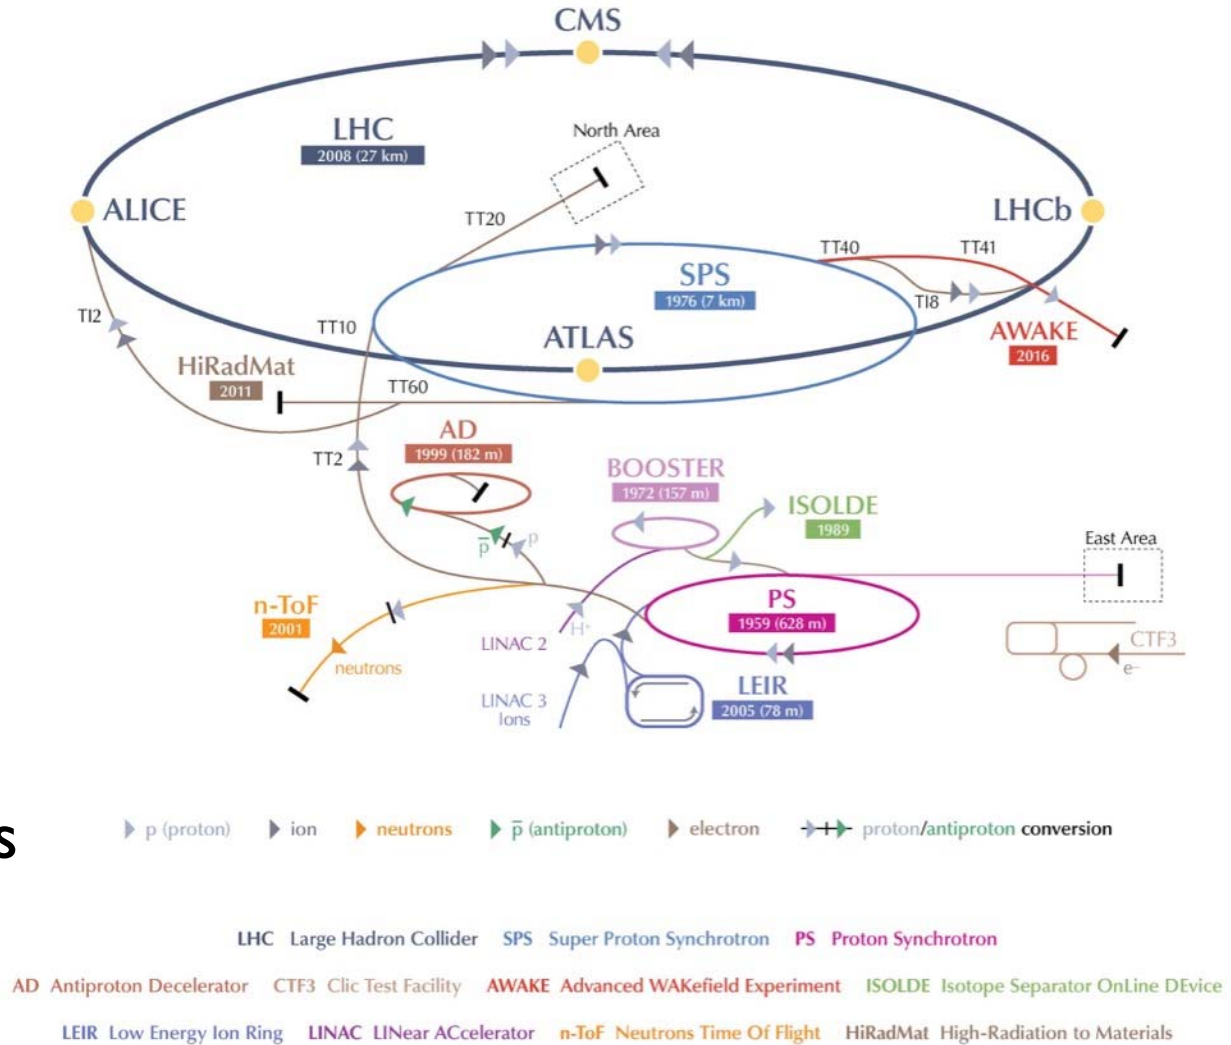 CMS
LHC
2008 (27 km)
North Area
ALICE
LHCb
TT20
TT40
TT41
SPS
1976 (7 km)
TI2
TT10
TI8
ATLAS
AWAKE
2016
HiRadMat
2011
TT60
AD
1999 (182 m)
TT2
BOOSTER
1972 (157 m)
ISOLDE
1989
p̅
p
East Area
n-ToF
2001
PS
1959 (628 m)
LINAC 2
H+
neutrons
CTF3
e–
LEIR
2005 (78 m)
LINAC 3
Ions
s
p (proton) ion neutrons p̅ (antiproton) electron proton/antiproton conversion
LHC Large Hadron Collider SPS Super Proton Synchrotron PS Proton Synchrotron
AD Antiproton Decelerator CTF3 Clic Test Facility AWAKE Advanced WAKefield Experiment ISOLDE Isotope Separator OnLine DEvice
LEIR Low Energy Ion Ring LINAC LINear ACcelerator n-ToF Neutrons Time Of Flight HiRadMat High-Radiation to Materials